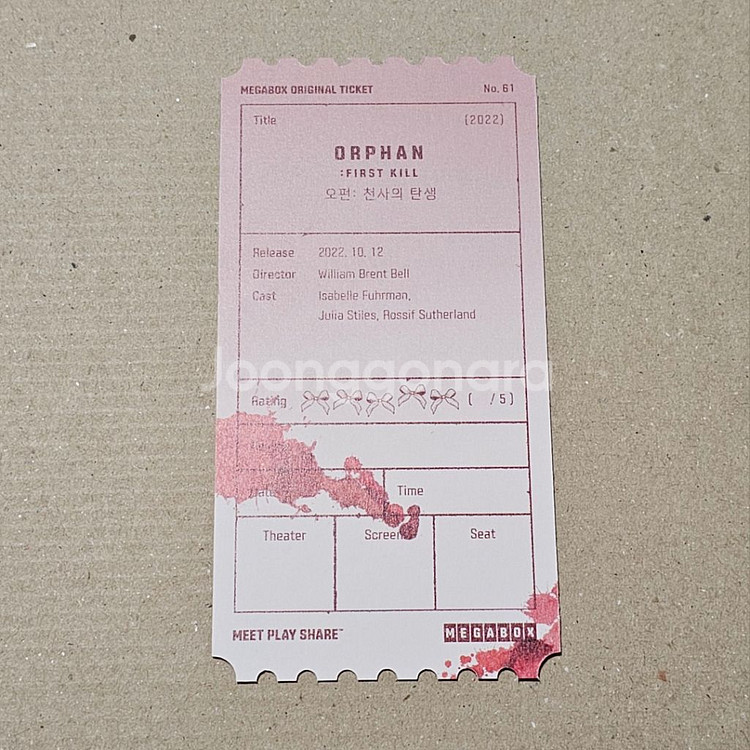 MEGABOX ORIGINAL TICKET No. 61
Title (2022)
ORPHAN
:FIRST KILL
오펀: 천사의 탄생
Release 2022. 10. 12
Director William Brent Bell
Cast Isabelle Fuhrman,
Julia Stiles, Rossif Sutherland
Joonggonara
Rating ( /5)
Date Time
Theater Screen Seat
MEET PLAY SHARE™ MEGABOX